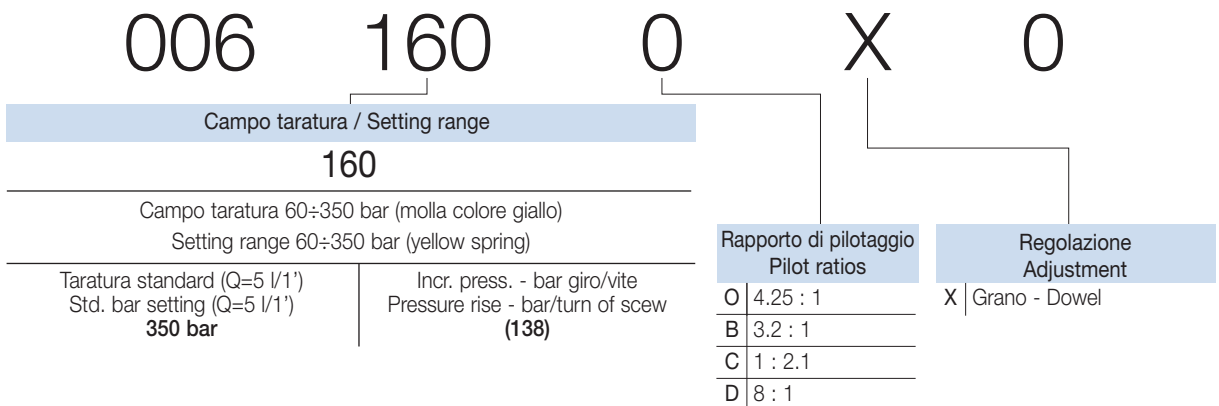 006 160 0 X 0
Campo taratura / Setting range
160
Campo taratura 60÷350 bar (molla colore giallo)
Setting range 60÷350 bar (yellow spring)
Taratura standard (Q=5 l/1')
Std. bar setting (Q=5 l/1')
350 bar
Incr. press. - bar giro/vite
Pressure rise - bar/turn of scew
(138)
Rapporto di pilotaggio
Pilot ratios
O 4.25 : 1
B 3.2 : 1
C 1 : 2.1
D 8 : 1
Regolazione
Adjustment
X Grano - Dowel